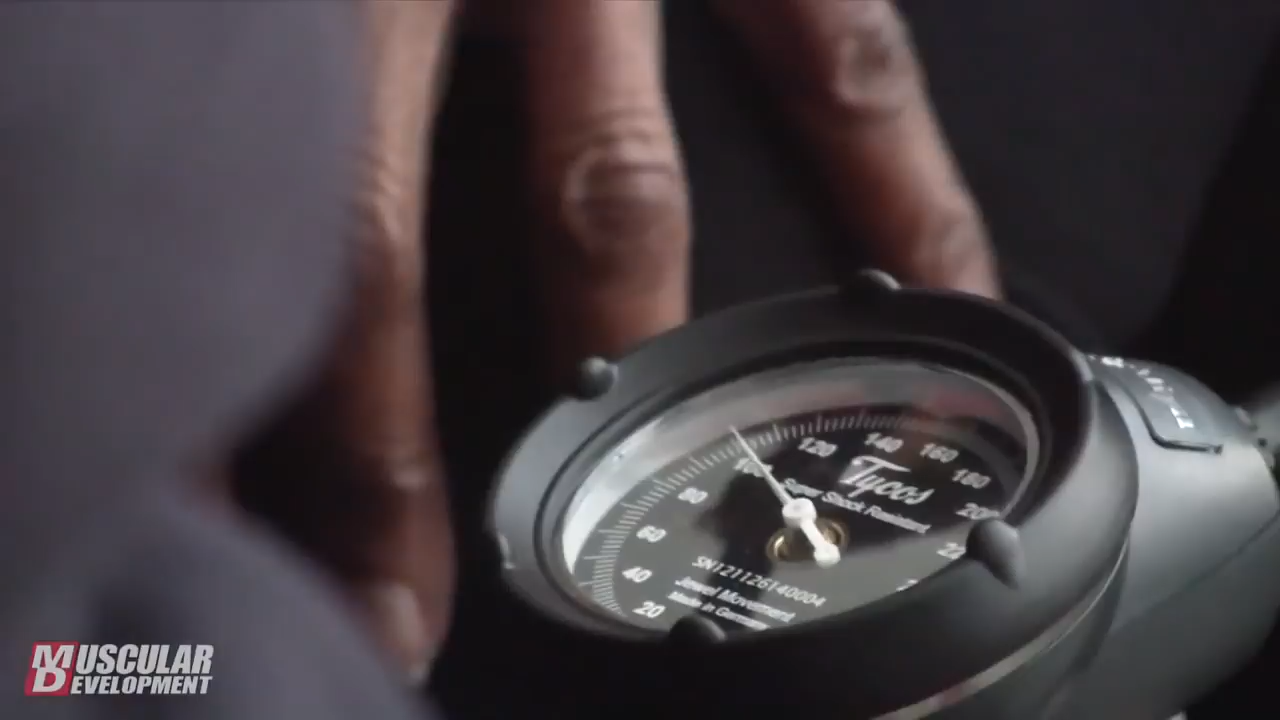 120
140
160
180
100
80
60
40
20
200
Tycos
Super Shock Resistant
SN121126140004
Jewel Movement
Made in Germany
MUSCULAR
DEVELOPMENT